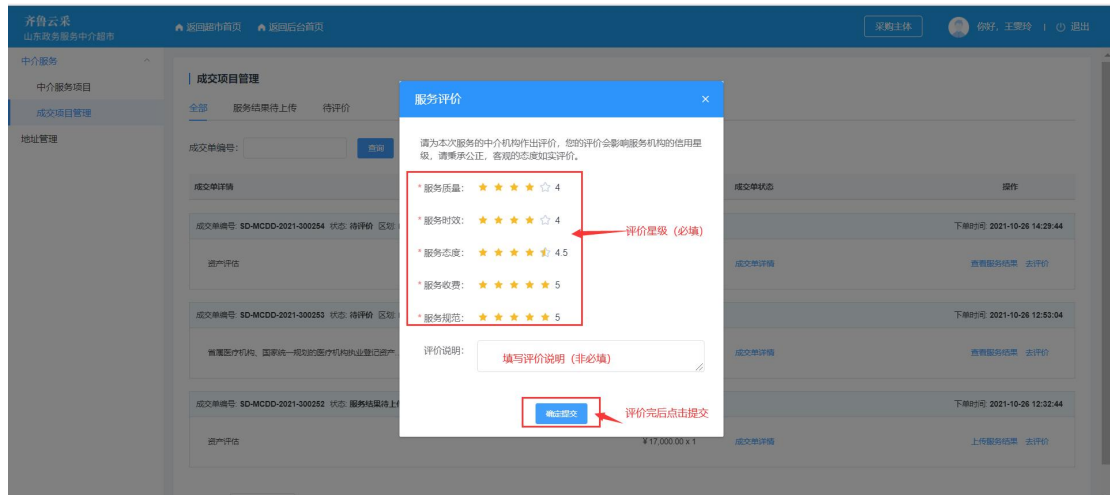 齐鲁云采
山东政务服务中介超市
返回超市首页 返回后台首页
采购主体
你好，王雯玲 | 退出
中介服务
中介服务项目
成交项目管理
地址管理
成交项目管理
全部 服务结果待上传 待评价
成交单编号： 查询
成交单详情 成交单状态 操作
成交单编号: SD-MCDD-2021-300254 状态: 待评价 区划: 下单时间: 2021-10-26 14:29:44
资产评估 成交单详情 查看服务结果 去评价
成交单编号: SD-MCDD-2021-300253 状态: 待评价 区划: 下单时间: 2021-10-26 12:53:04
省属医疗机构、国家统一规划的医疗机构执业登记资产 成交单详情 查看服务结果 去评价
成交单编号: SD-MCDD-2021-300252 状态: 服务结果待上传 下单时间: 2021-10-26 12:32:44
资产评估 ¥ 17,000.00 x 1 成交单详情 上传服务结果 去评价
服务评价 ×
请为本次服务的中介机构作出评价，您的评价会影响服务机构的信用星
级，请秉承公正，客观的态度如实评价。
* 服务质量： 4
* 服务时效： 4
* 服务态度： 4.5
* 服务收费： 5
* 服务规范： 5
评价星级（必填）
评价说明： 填写评价说明（非必填）
确定提交
评价完后点击提交